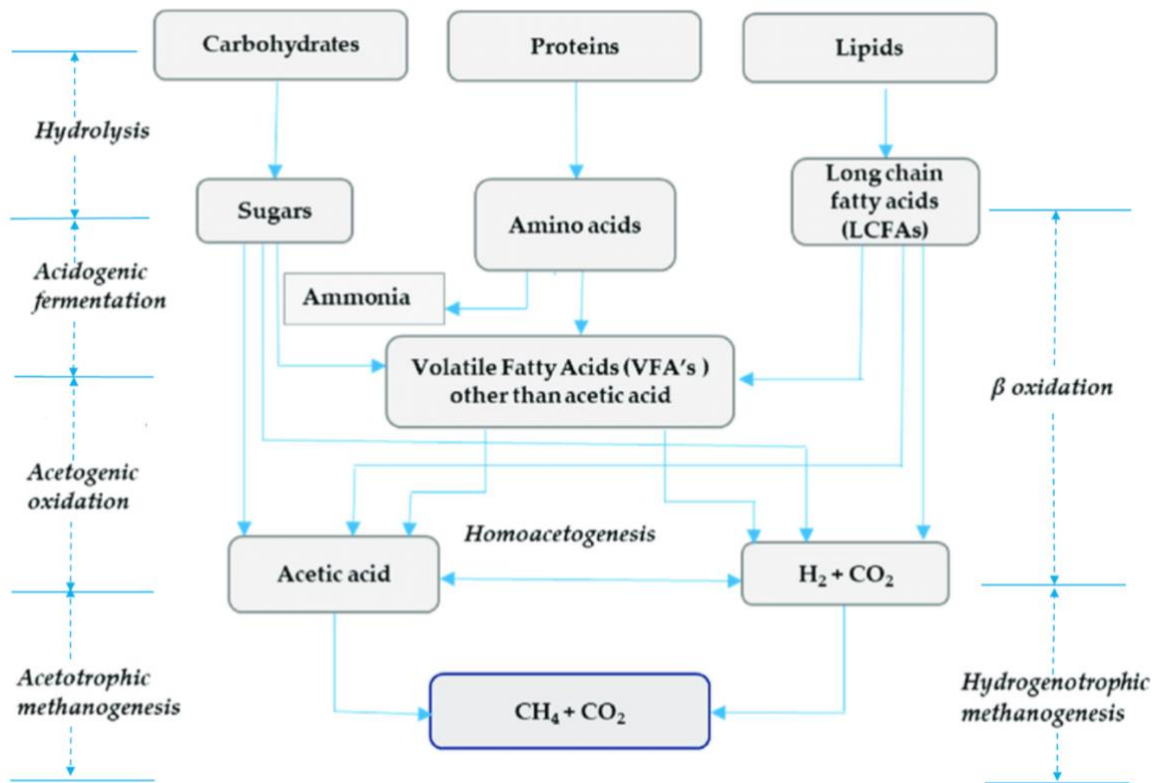 Carbohydrates
Proteins
Lipids
Hydrolysis
Sugars
Amino acids
Long chain
fatty acids
(LCFAs)
Acidogenic
fermentation
Ammonia
Volatile Fatty Acids (VFA's )
other than acetic acid
β oxidation
Acetogenic
oxidation
Homoacetogenesis
Acetic acid
H₂ + CO₂
Acetotrophic
methanogenesis
CH₄ + CO₂
Hydrogenotrophic
methanogenesis